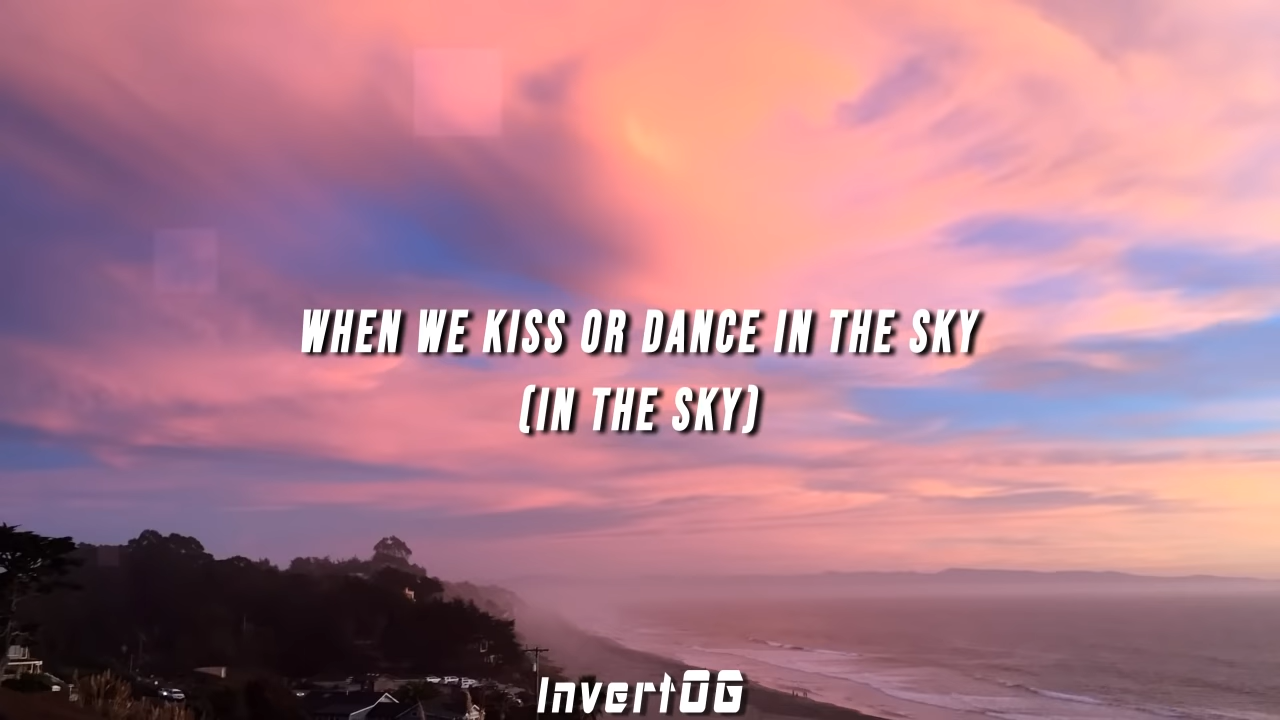 WHEN WE KISS OR DANCE IN THE SKY
(IN THE SKY)
InvertOG